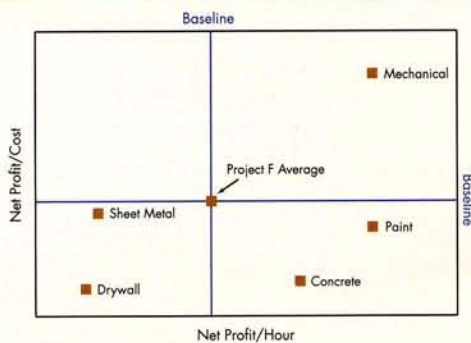 Baseline
Mechanical
Net Profit/Cost
Project F Average
Baseline
Sheet Metal
Paint
Drywall
Concrete
Net Profit/Hour